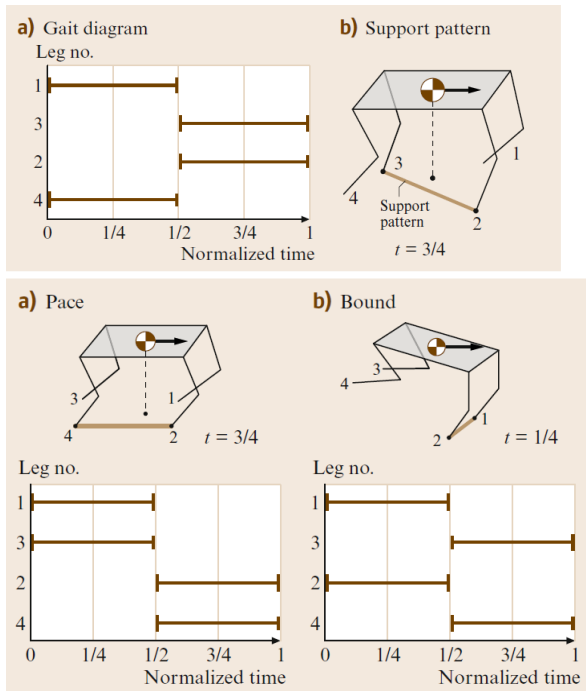 a) Gait diagram
Leg no.
1
3
2
4
0 1/4 1/2 3/4 1
Normalized time
b) Support pattern
3
1
4
Support
pattern
2
t = 3/4
a) Pace
3
1
4
2
t = 3/4
Leg no.
1
3
2
4
0 1/4 1/2 3/4 1
Normalized time
b) Bound
3
4
1
2
t = 1/4
Leg no.
1
3
2
4
0 1/4 1/2 3/4 1
Normalized time